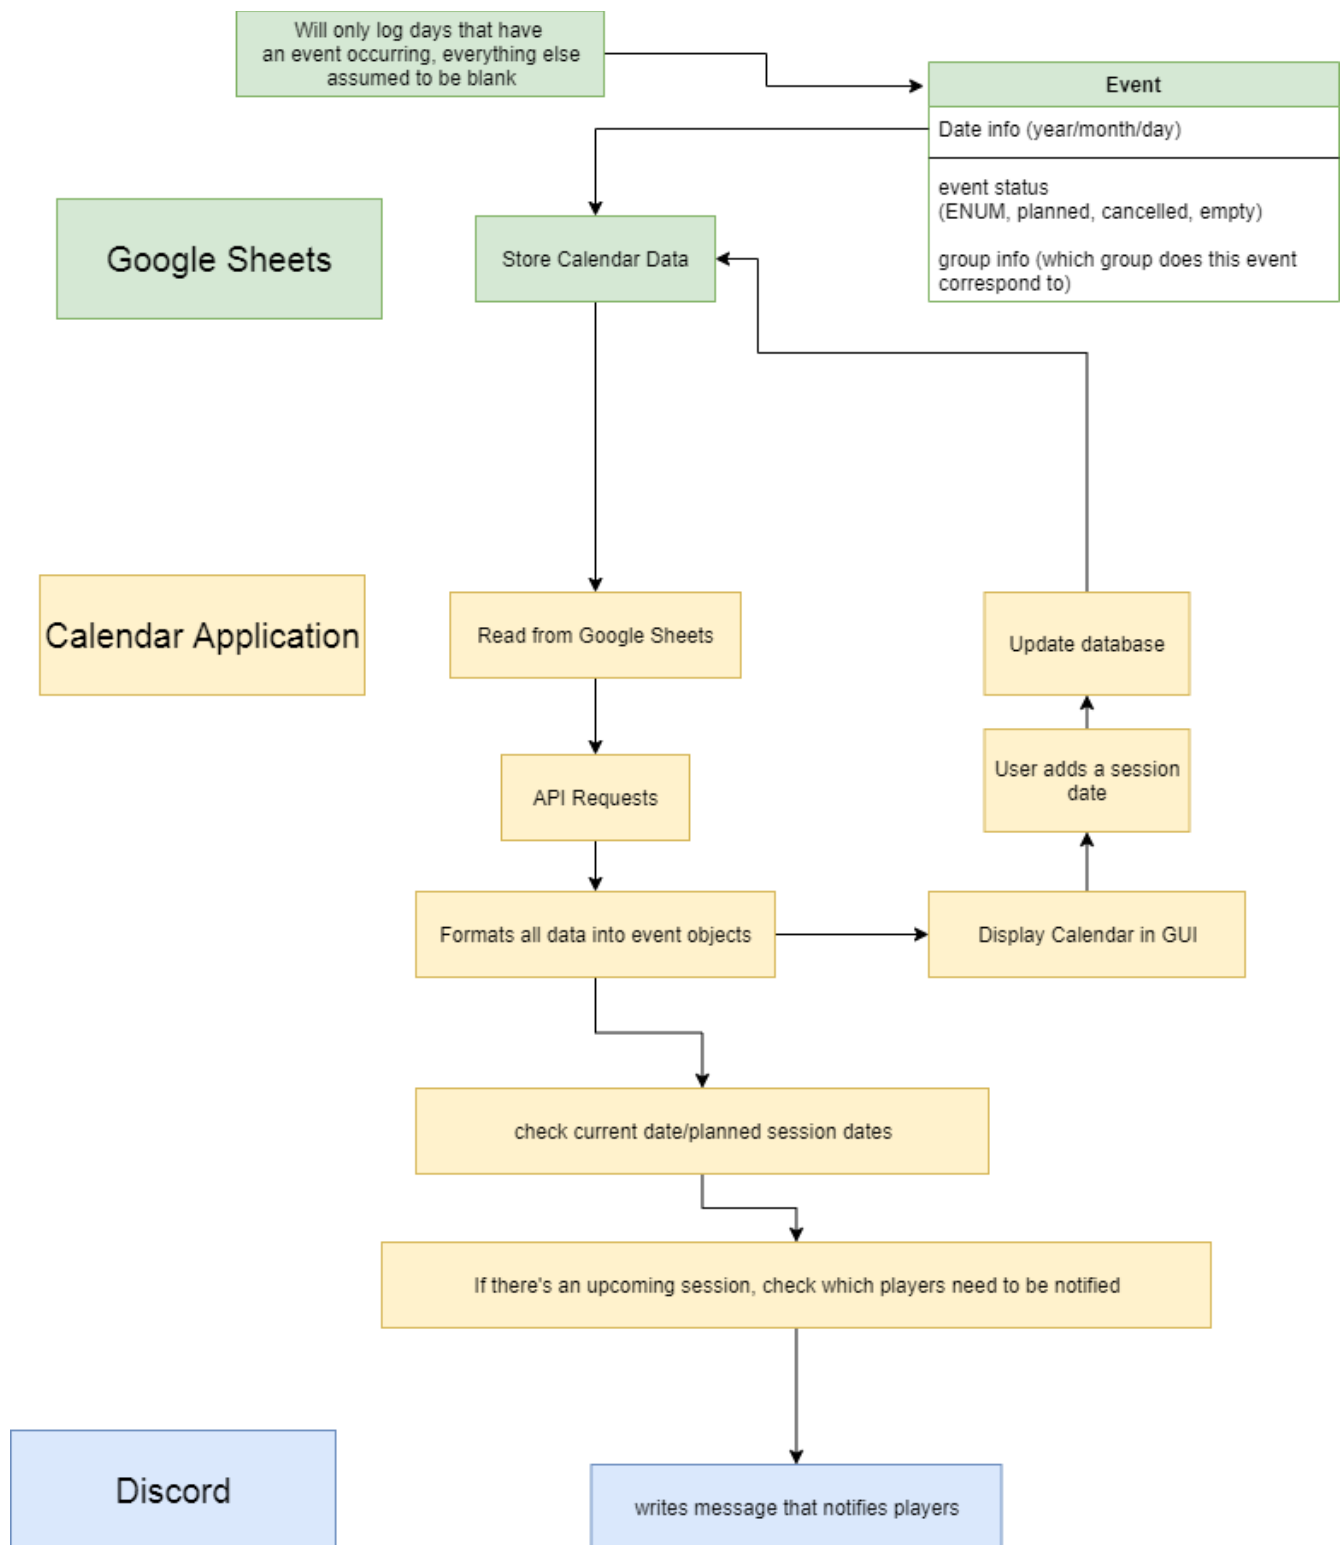 Will only log days that have
an event occurring, everything else
assumed to be blank
Event
Date info (year/month/day)
event status
(ENUM, planned, cancelled, empty)
group info (which group does this event
correspond to)
Google Sheets
Store Calendar Data
Calendar Application
Read from Google Sheets
Update database
User adds a session
date
API Requests
Formats all data into event objects
Display Calendar in GUI
check current date/planned session dates
If there's an upcoming session, check which players need to be notified
Discord
writes message that notifies players